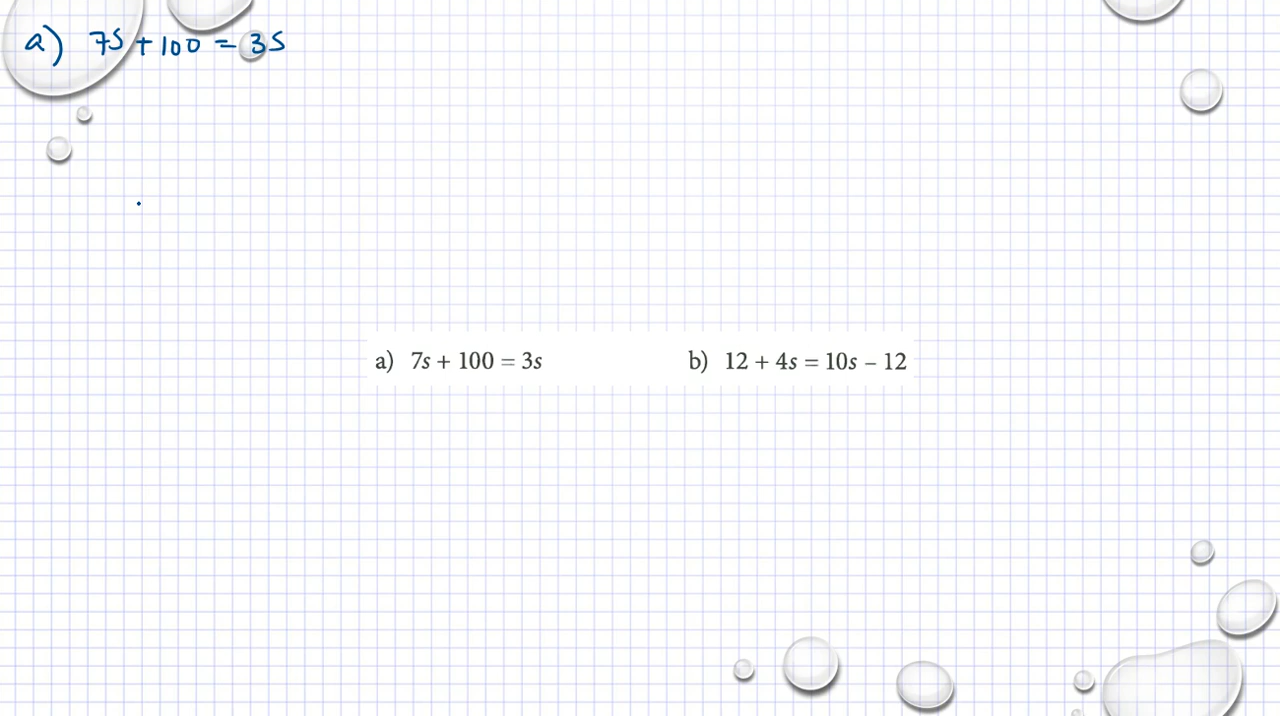 a) 7s + 100 = 3s
a) 7s + 100 = 3s b) 12 + 4s = 10s – 12